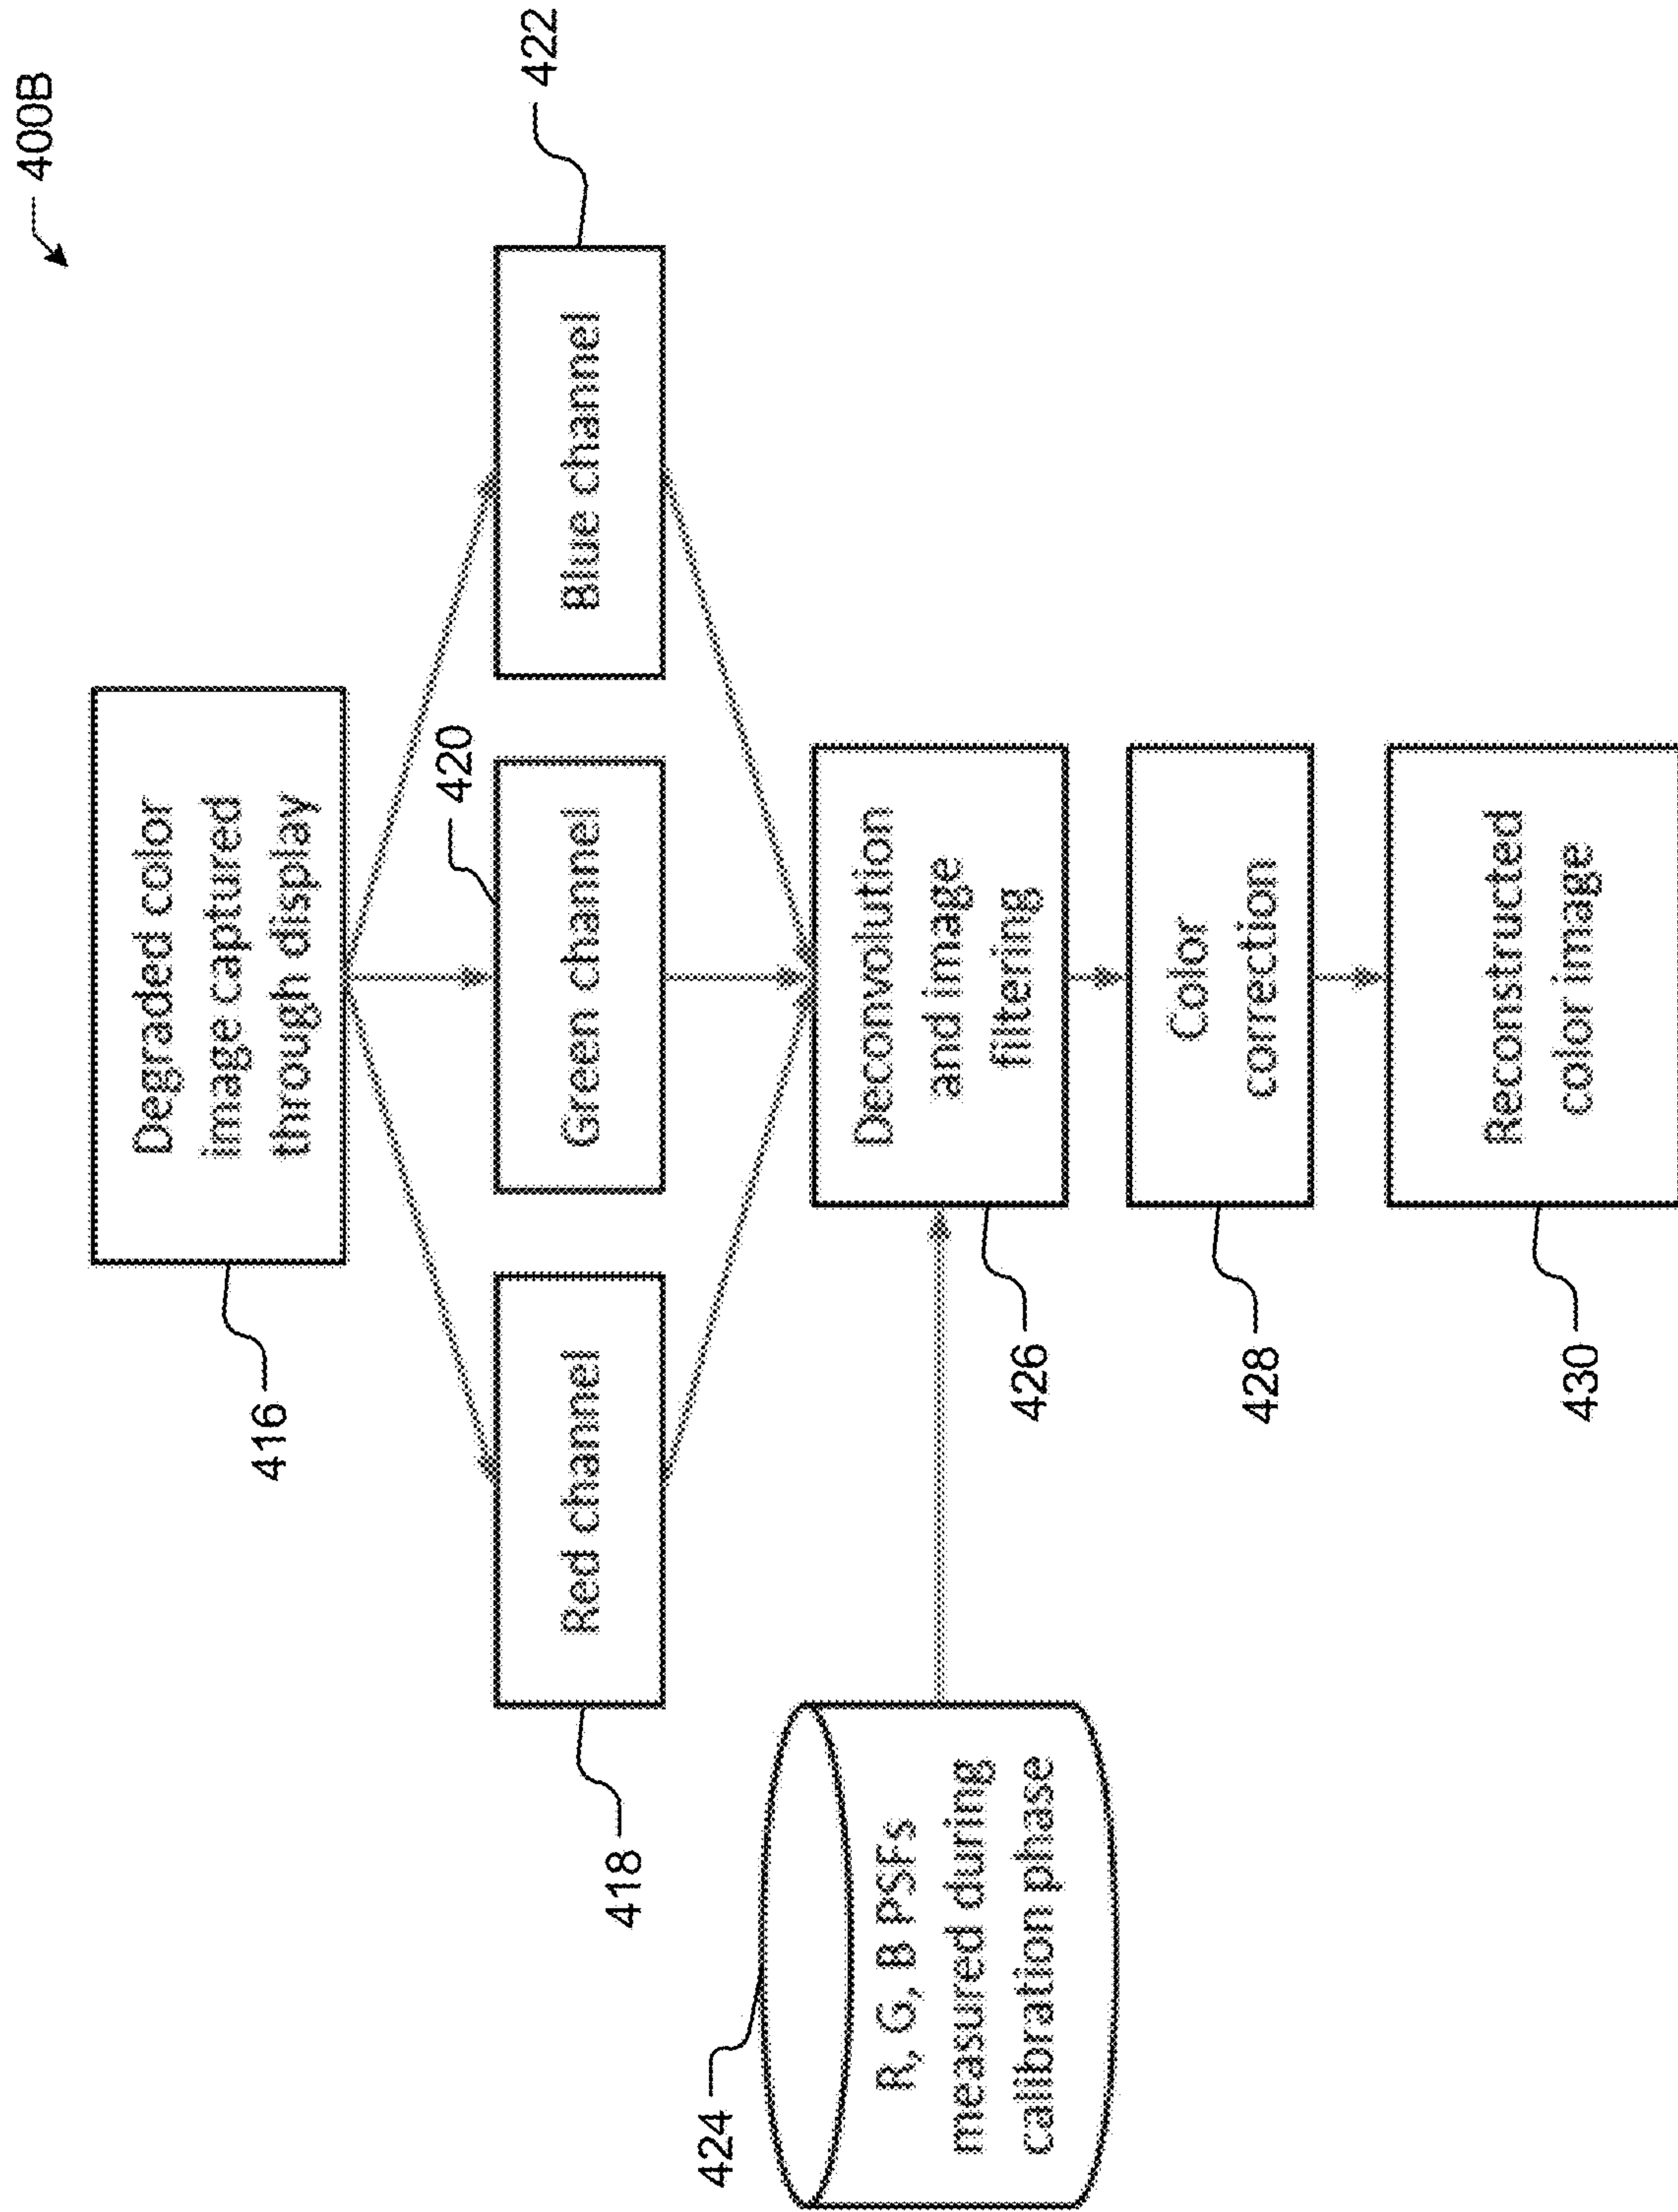 400B
Degraded color
image captured
through display
416
Red channel
418
Green channel
420
Blue channel
422
R, G, B PSFs
measured during
calibration phase
424
Deconvolution
and image
filtering
426
Color
correction
428
Reconstructed
color image
430